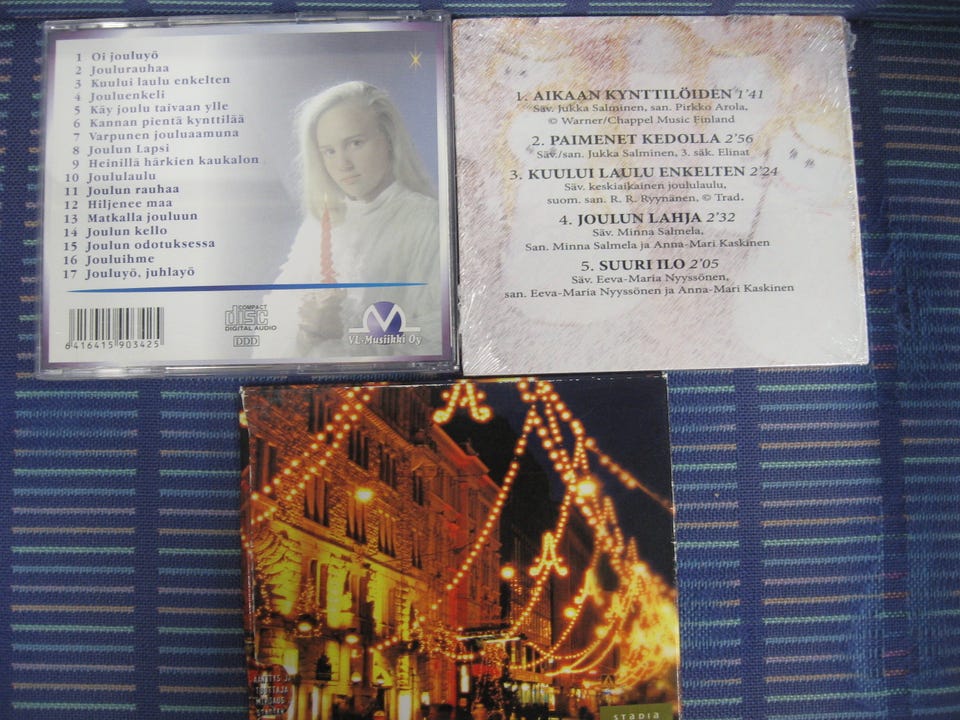 1 Oi jouluyö
2 Joulurauhaa
3 Kuului laulu enkelten
4 Jouluenkeli
5 Käy joulu taivaan ylle
6 Kannan pientä kynttilää
7 Varpunen jouluaamuna
8 Joulun Lapsi
9 Heinillä härkien kaukalon
10 Joululaulu
11 Joulun rauhaa
12 Hiljenee maa
13 Matkalla jouluun
14 Joulun kello
15 Joulun odotuksessa
16 Jouluihme
17 Jouluyö, juhlayö
6 416415 903425
COMPACT
disc
DIGITAL AUDIO
DDD
VL-Musiikki Oy
1. AIKAAN KYNTTILÖIDEN 1'41
Säv. Jukka Salminen, san. Pirkko Arola,
© Warner/Chappel Music Finland
2. PAIMENET KEDOLLA 2'56
Säv./san. Jukka Salminen, 3. säk. Elinat
3. KUULUI LAULU ENKELTEN 2'24
Säv. keskiaikainen joululaulu,
suom. san. R. R. Ryynänen, © Trad.
4. JOULUN LAHJA 2'32
Säv. Minna Salmela,
San. Minna Salmela ja Anna-Mari Kaskinen
5. SUURI ILO 2'05
Säv. Eeva-Maria Nyyssönen,
san. Eeva-Maria Nyyssönen ja Anna-Mari Kaskinen
ÄÄNITYS JA
TUOTTAJA
STADIA